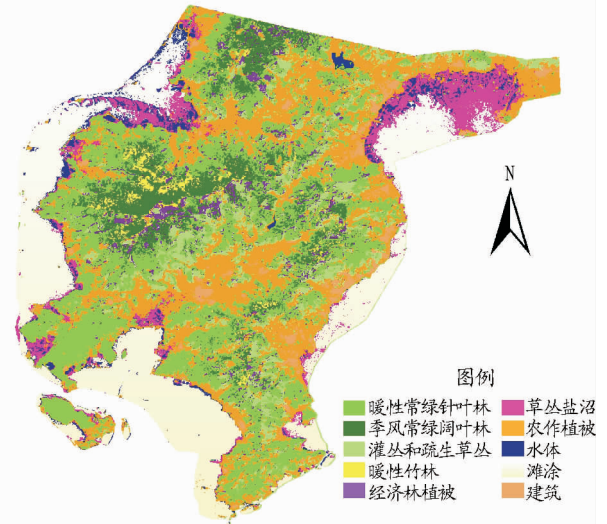 N
图例
暖性常绿针叶林
季风常绿阔叶林
灌丛和疏生草丛
暖性竹林
经济林植被
草丛盐沼
农作植被
水体
滩涂
建筑